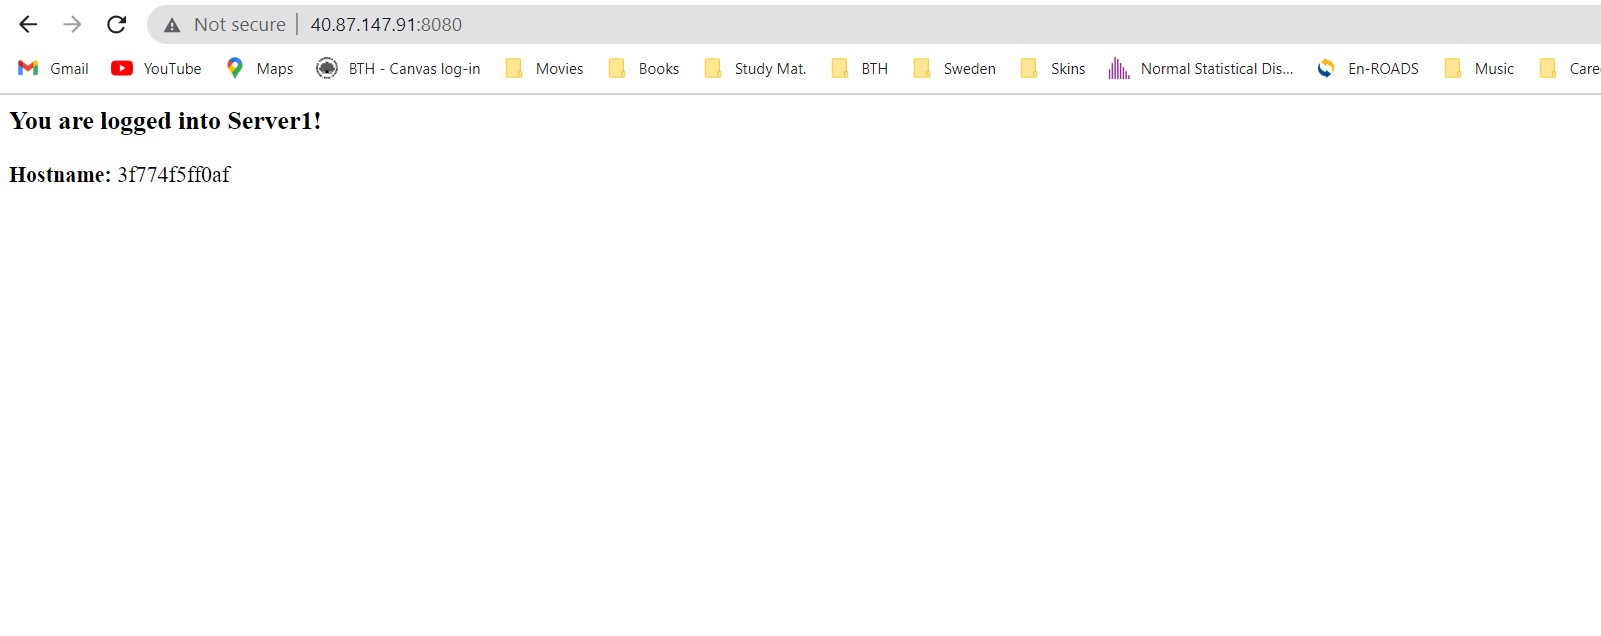 Not secure | 40.87.147.91:8080
Gmail YouTube Maps BTH - Canvas log-in Movies Books Study Mat. BTH Sweden Skins Normal Statistical Dis... En-ROADS Music Care
You are logged into Server1!
Hostname: 3f774f5ff0af